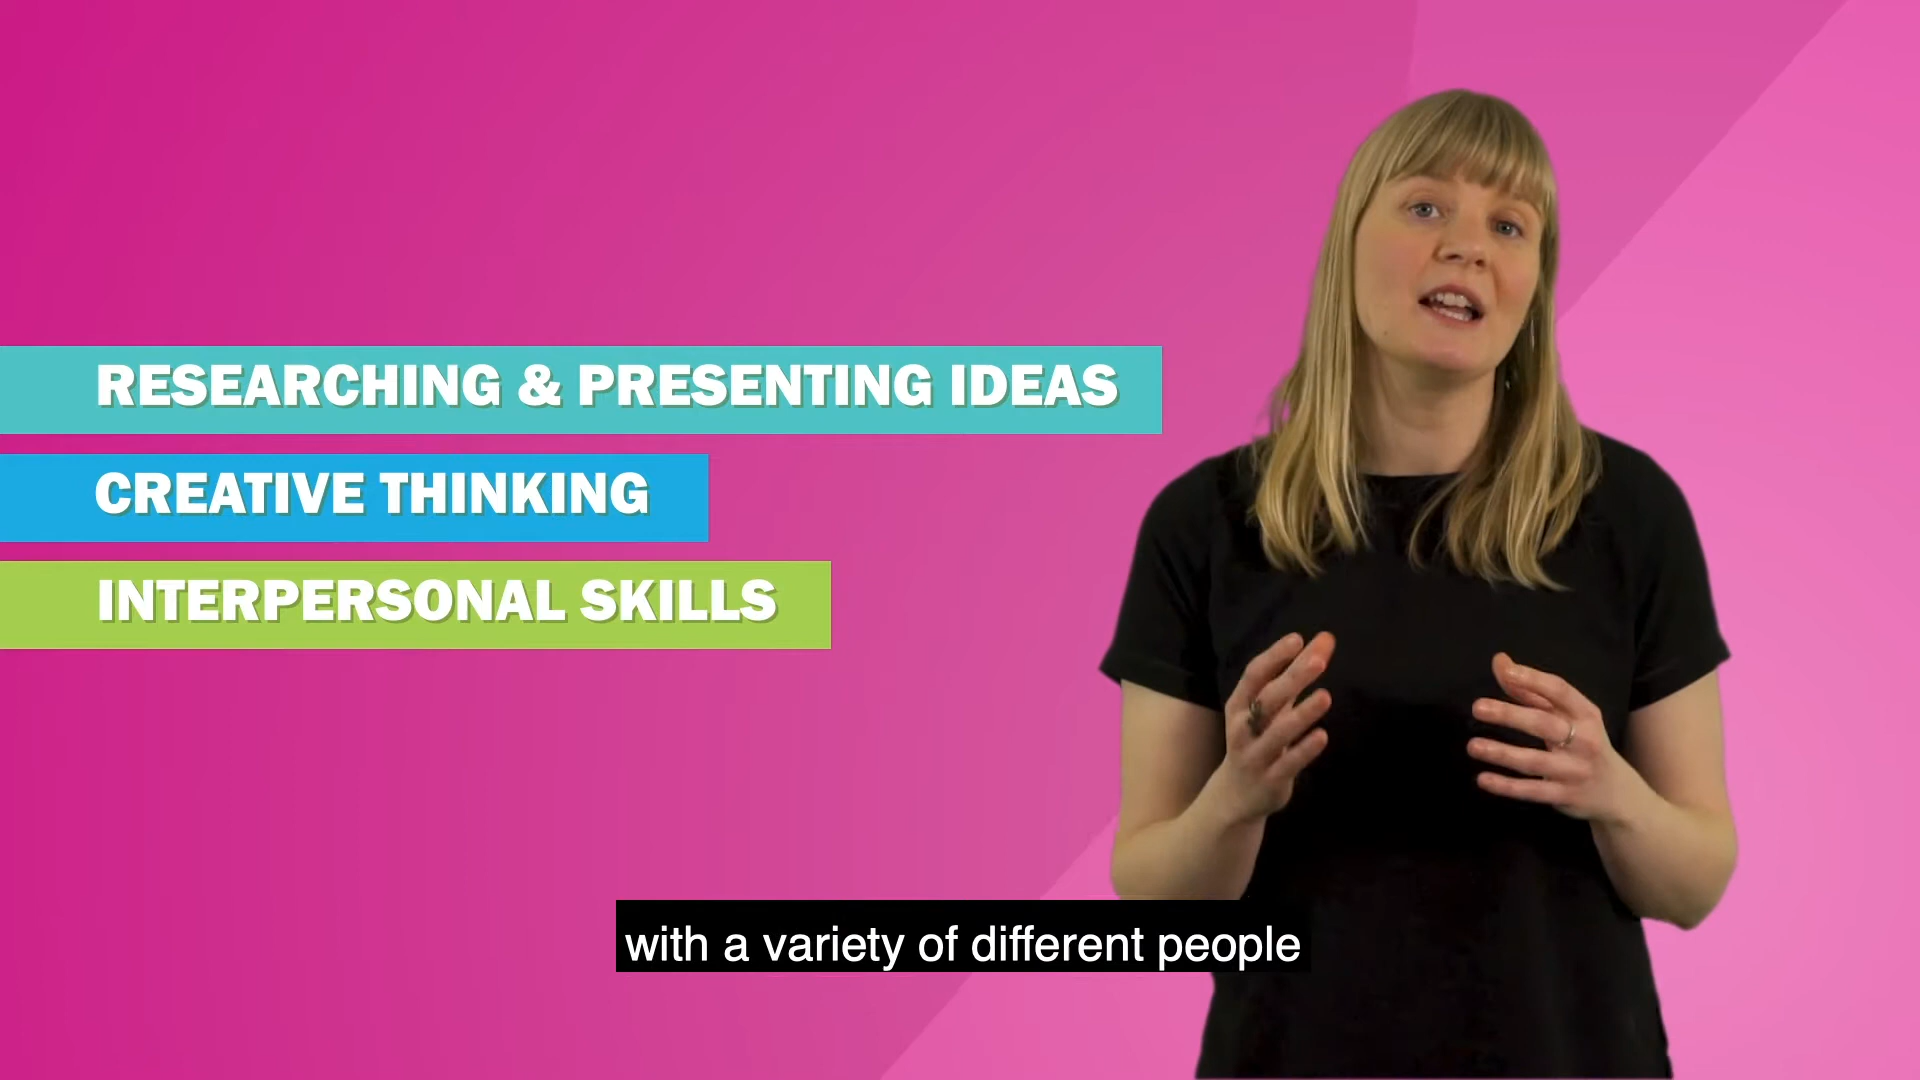 RESEARCHING & PRESENTING IDEAS
CREATIVE THINKING
INTERPERSONAL SKILLS
with a variety of different people